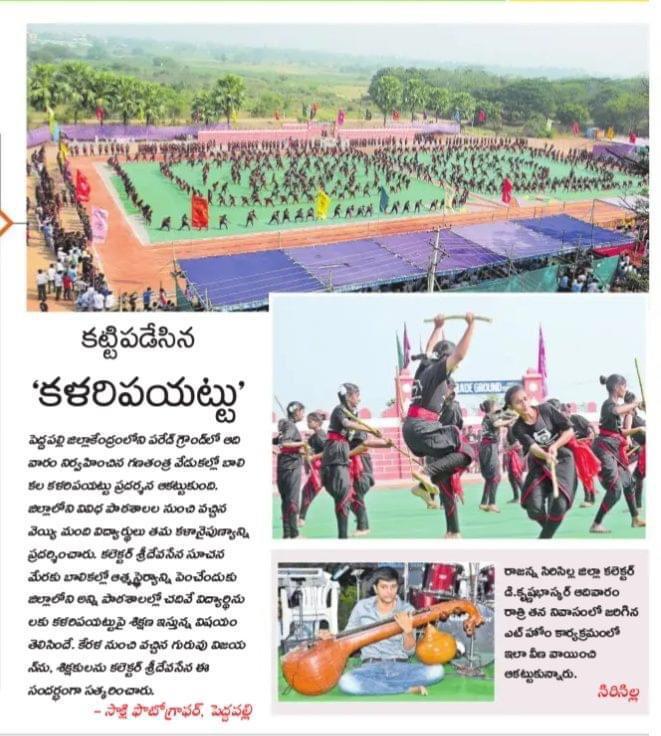 కట్టిపడేసిన
‘కళరిపయట్టు’
పెద్దపల్లి జిల్లాకేంద్రంలోని పరేడ్ గ్రౌండ్‌లో ఆది
వారం నిర్వహించిన గణతంత్ర వేడుకల్లో బాలి
కల కళరిపయట్టు ప్రదర్శన ఆకట్టుకుంది.
జిల్లాలోని వివిధ పాఠశాలల నుంచి వచ్చిన
వెయ్యి మంది విద్యార్థులు తమ కళానైపుణ్యాన్ని
ప్రదర్శించారు. కలెక్టర్ శ్రీదేవసేన సూచన
మేరకు బాలికల్లో ఆత్మస్థైర్యాన్ని పెంచేందుకు
జిల్లాలోని అన్ని పాఠశాలల్లో చదివే విద్యార్థిను
లకు కళరిపయట్టుపై శిక్షణ ఇస్తున్న విషయం
తెలిసిందే. కేరళ నుంచి వచ్చిన గురువు విజయ
న్‌ను, శిక్షకులను కలెక్టర్ శ్రీదేవసేన ఈ
సందర్భంగా సత్కరించారు.
– సాక్షి ఫొటోగ్రాఫర్, పెద్దపల్లి
ADE GROUND
రాజన్న సిరిసిల్ల జిల్లా కలెక్టర్
డి.కృష్ణభాస్కర్ ఆదివారం
రాత్రి తన నివాసంలో జరిగిన
ఎట్ హోం కార్యక్రమంలో
ఇలా వీణ వాయించి
ఆకట్టుకున్నారు.
సిరిసిల్ల